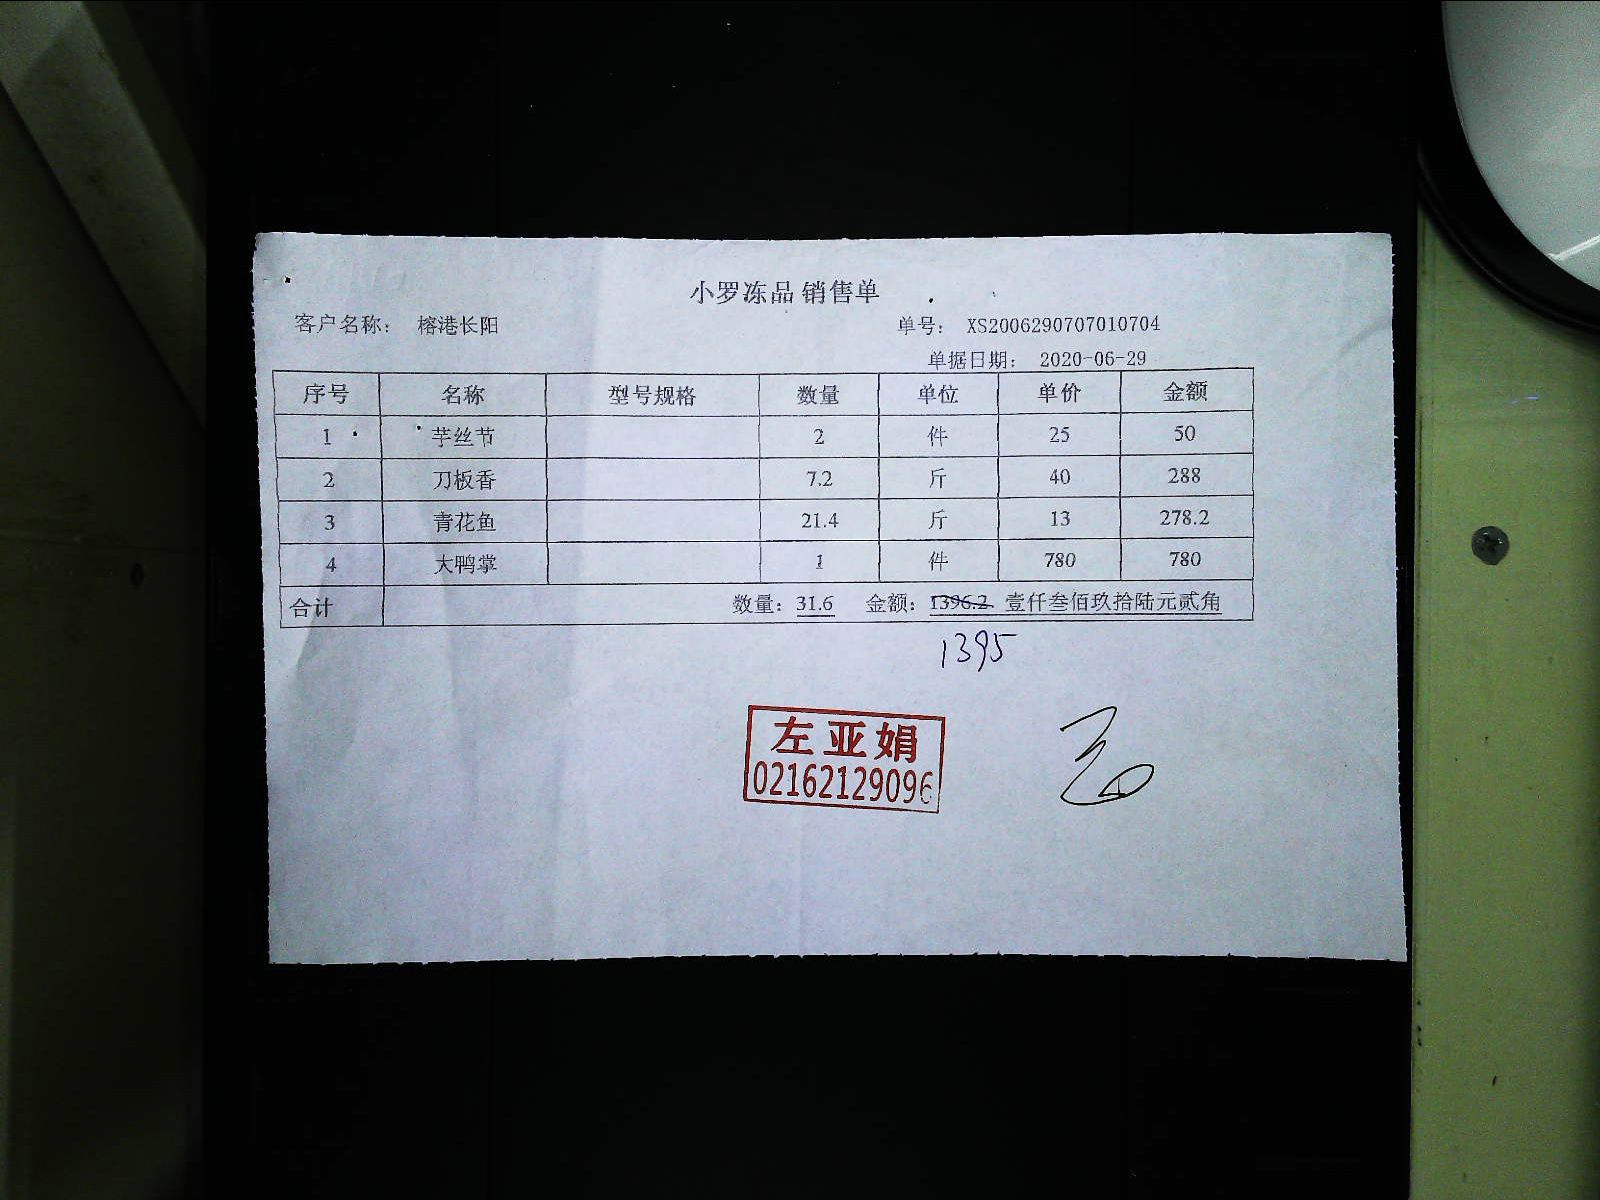 小罗冻品 销售单
客户名称： 榕港长阳 单号： XS2006290707010704
单据日期： 2020-06-29
序号 名称 型号规格 数量 单位 单价 金额
1 芋丝节 2 件 25 50
2 刀板香 7.2 斤 40 288
3 青花鱼 21.4 斤 13 278.2
4 大鸭掌 1 件 780 780
合计 数量：31.6 金额：1396.2 壹仟叁佰玖拾陆元贰角
1395
左亚娟
02162129096